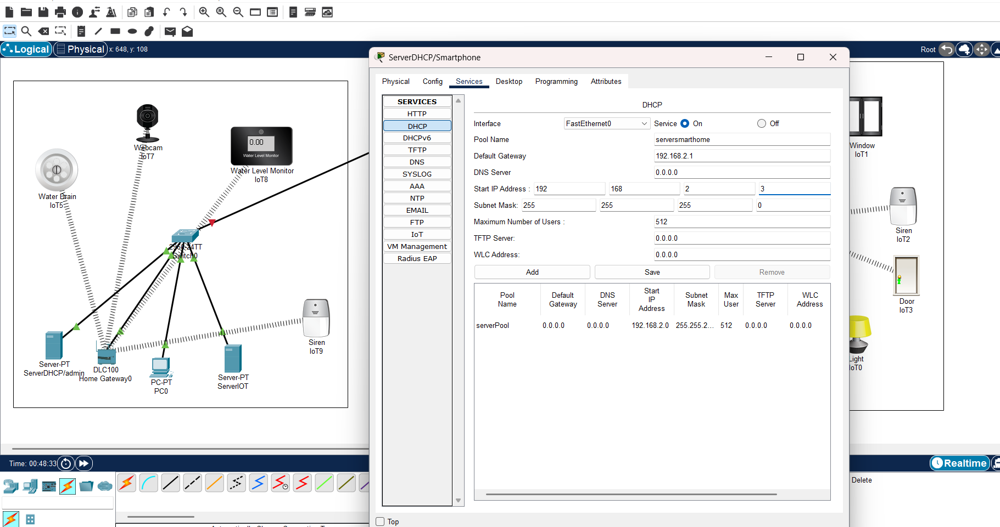 Logical
Physical
x: 648, y: 108
Root
ServerDHCP/Smartphone
Physical
Config
Services
Desktop
Programming
Attributes
SERVICES
HTTP
DHCP
DHCPv6
TFTP
DNS
SYSLOG
AAA
NTP
EMAIL
FTP
IoT
VM Management
Radius EAP
DHCP
Interface
FastEthernet0
Service
On
Off
Pool Name
serversmarthome
Default Gateway
192.168.2.1
DNS Server
0.0.0.0
Start IP Address :
192
168
2
3
Subnet Mask:
255
255
255
0
Maximum Number of Users :
512
TFTP Server:
0.0.0.0
WLC Address:
0.0.0.0
Add
Save
Remove
Pool Name
Default Gateway
DNS Server
Start IP Address
Subnet Mask
Max User
TFTP Server
WLC Address
serverPool
0.0.0.0
0.0.0.0
192.168.2.0
255.255.2...
512
0.0.0.0
0.0.0.0
Top
Webcam
IoT7
0.00
Water Level Monitor
Water Level Monitor
IoT8
Water Drain
IoT5
2960-24TT
Switch0
Siren
IoT9
Server-PT
ServerDHCP/admin
DLC100
Home Gateway0
PC-PT
PC0
Server-PT
ServerIOT
Window
IoT1
Siren
IoT2
Door
IoT3
Light
IoT0
Time: 00:48:33
Realtime
Delete